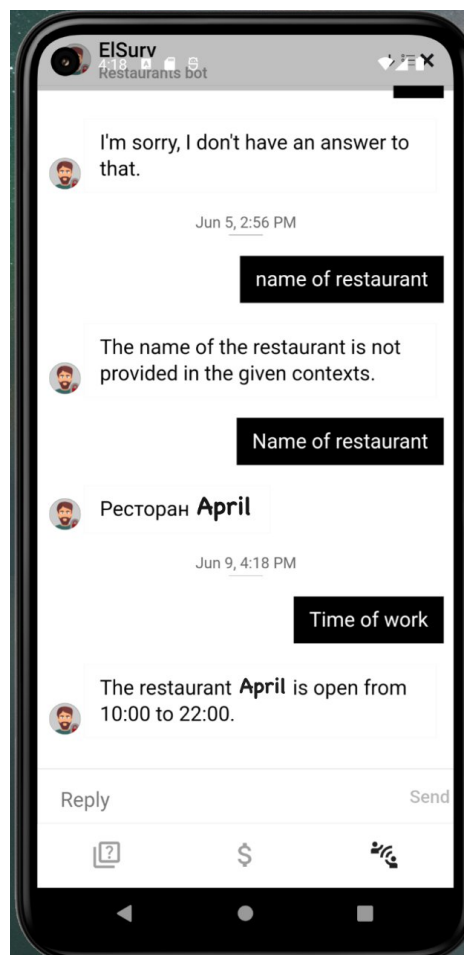 ElSurv
4:18
Restaurants bot
I'm sorry, I don't have an answer to
that.
Jun 5, 2:56 PM
name of restaurant
The name of the restaurant is not
provided in the given contexts.
Name of restaurant
Ресторан April
Jun 9, 4:18 PM
Time of work
The restaurant April is open from
10:00 to 22:00.
Reply
Send
?
$